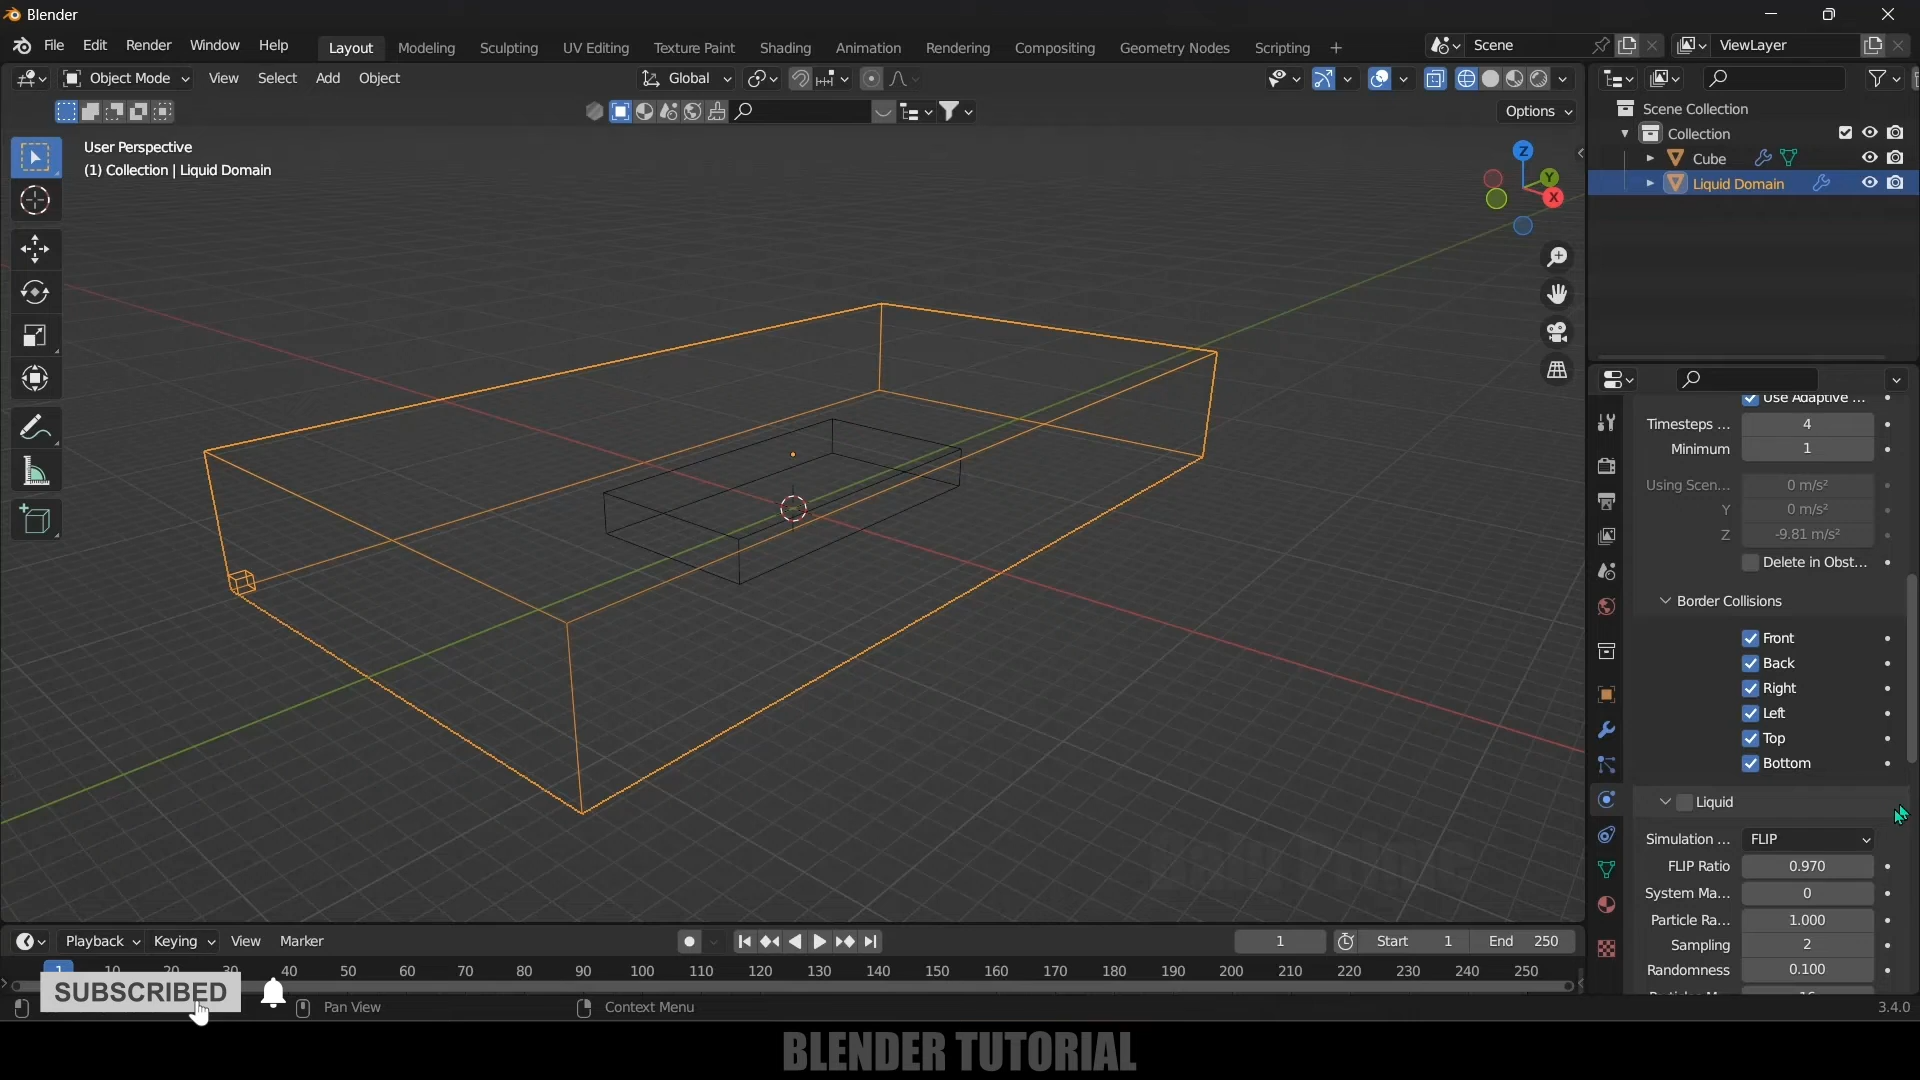 Blender
File Edit Render Window Help Layout Modeling Sculpting UV Editing Texture Paint Shading Animation Rendering Compositing Geometry Nodes Scripting + Scene ViewLayer
Object Mode View Select Add Object Global
Options
User Perspective
(1) Collection | Liquid Domain
Z
Y
X
Scene Collection
Collection
Cube
Liquid Domain
Use Adaptive ...
Timesteps ... 4
Minimum 1
Using Scen... 0 m/s²
Y 0 m/s²
Z -9.81 m/s²
Delete in Obst...
Border Collisions
Front
Back
Right
Left
Top
Bottom
Liquid
Simulation ... FLIP
FLIP Ratio 0.970
System Ma... 0
Particle Ra... 1.000
Sampling 2
Randomness 0.100
Playback Keying View Marker 1 Start 1 End 250
1 10 20 30 40 50 60 70 80 90 100 110 120 130 140 150 160 170 180 190 200 210 220 230 240 250
SUBSCRIBED
Pan View Context Menu 3.4.0
BLENDER TUTORIAL